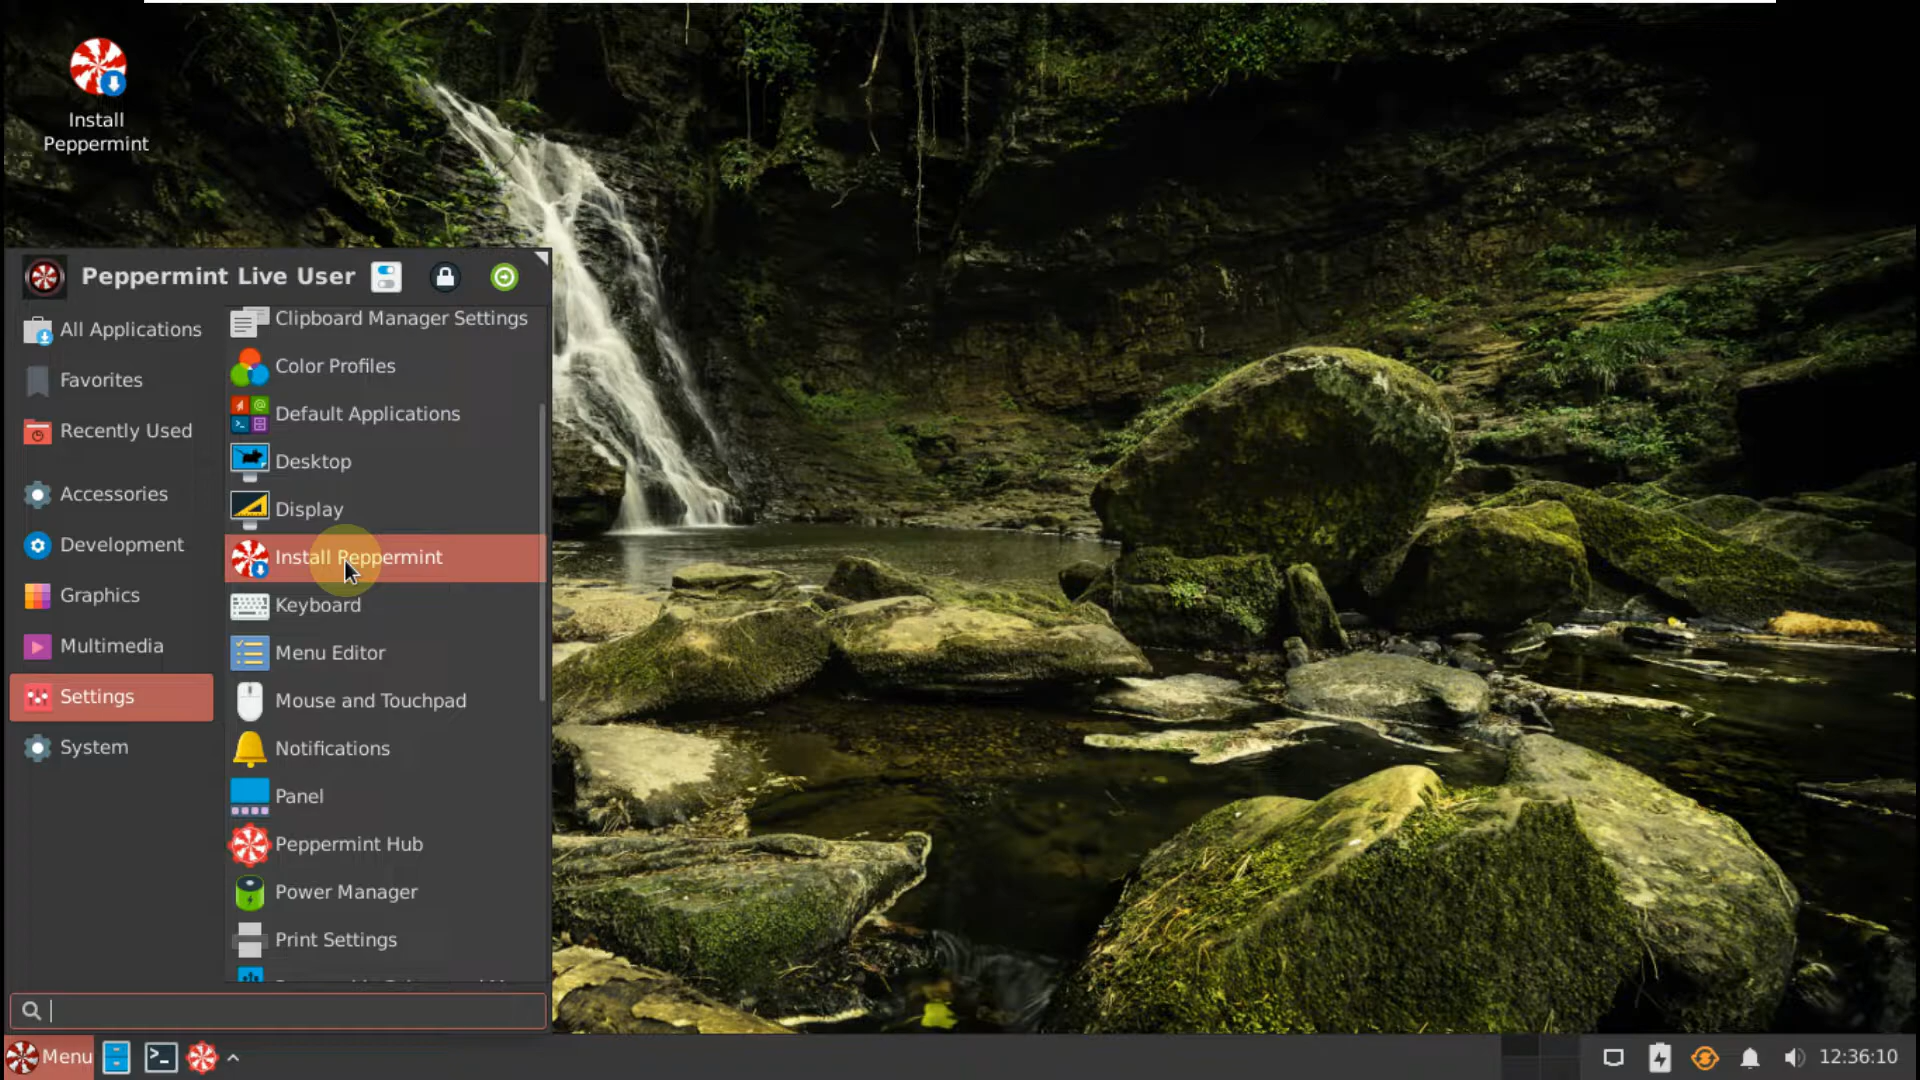 Install
Peppermint
Peppermint Live User
All Applications
Favorites
Recently Used
Accessories
Development
Graphics
Multimedia
Settings
System
Clipboard Manager Settings
Color Profiles
Default Applications
Desktop
Display
Install Peppermint
Keyboard
Menu Editor
Mouse and Touchpad
Notifications
Panel
Peppermint Hub
Power Manager
Print Settings
Menu
12:36:10